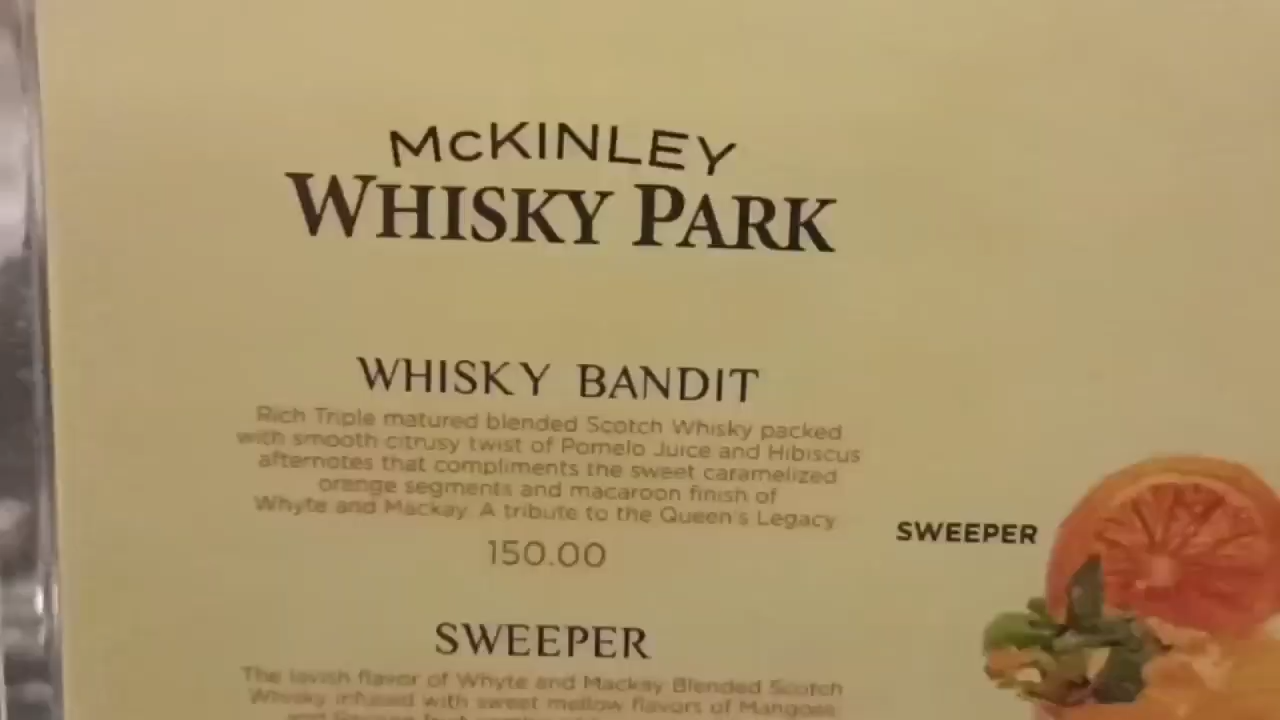 McKINLEY
WHISKY PARK
WHISKY BANDIT
Rich Triple matured blended Scotch Whisky packed
with smooth citrusy twist of Pomelo Juice and Hibiscus
afternotes that compliments the sweet caramelized
orange segments and macaroon finish of
Whyte and Mackay. A tribute to the Queen's Legacy
150.00
SWEEPER
SWEEPER
The lavish flavor of Whyte and Mackay Blended Scotch
Whisky infused with sweet mellow flavors of Mangoes
and